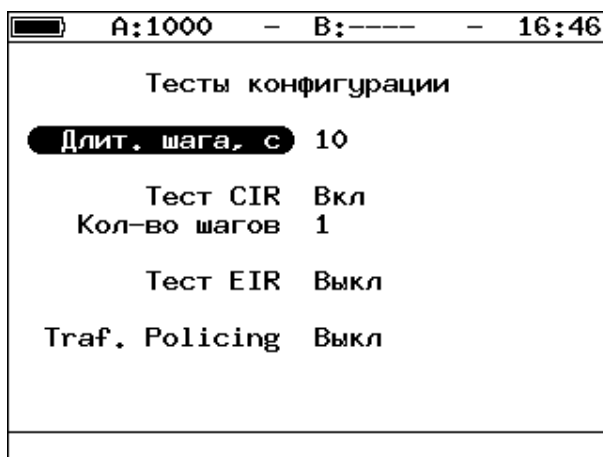 A:1000 – B:---- – 16:46
Тесты конфигурации
Длит. шага, с 10
Тест CIR Вкл
Кол-во шагов 1
Тест EIR Выкл
Traf. Policing Выкл